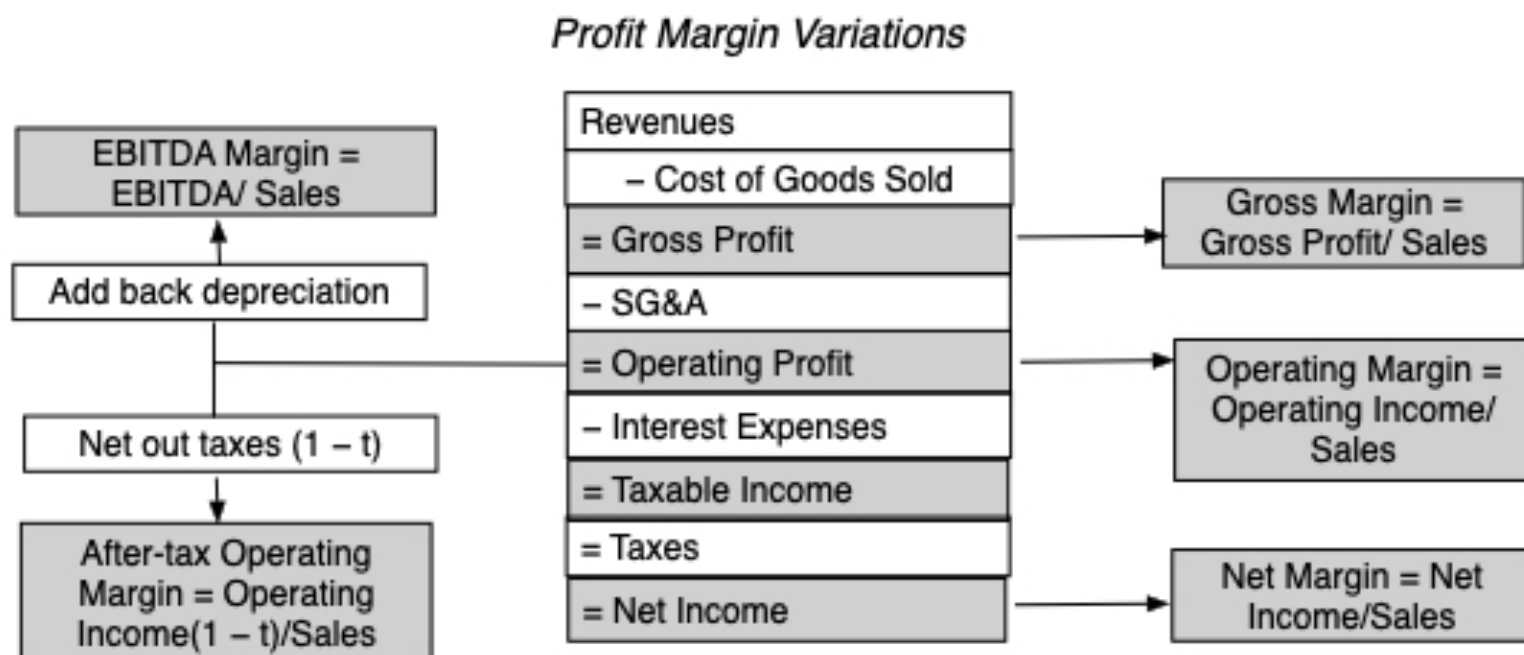 Profit Margin Variations
EBITDA Margin =
EBITDA/ Sales
Add back depreciation
Net out taxes (1 – t)
After-tax Operating
Margin = Operating
Income(1 – t)/Sales
Revenues
– Cost of Goods Sold
= Gross Profit
– SG&A
= Operating Profit
– Interest Expenses
= Taxable Income
= Taxes
= Net Income
Gross Margin =
Gross Profit/ Sales
Operating Margin =
Operating Income/
Sales
Net Margin = Net
Income/Sales